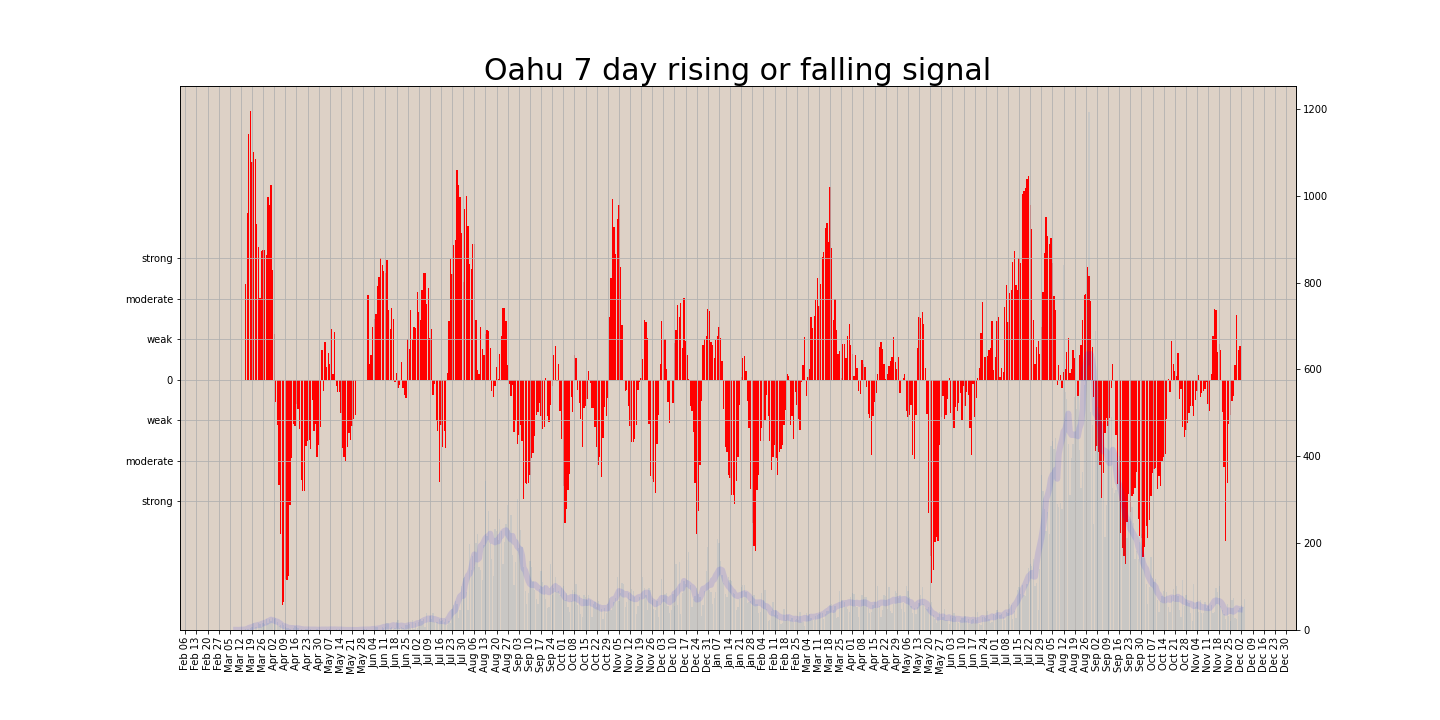 Oahu 7 day rising or falling signal
strong
moderate
weak
0
weak
moderate
strong
1200
1000
800
600
400
200
0
Feb 06
Feb 13
Feb 20
Feb 27
Mar 05
Mar 12
Mar 19
Mar 26
Apr 02
Apr 09
Apr 16
Apr 23
Apr 30
May 07
May 14
May 21
May 28
Jun 04
Jun 11
Jun 18
Jun 25
Jul 02
Jul 09
Jul 16
Jul 23
Jul 30
Aug 06
Aug 13
Aug 20
Aug 27
Sep 03
Sep 10
Sep 17
Sep 24
Oct 01
Oct 08
Oct 15
Oct 22
Oct 29
Nov 05
Nov 12
Nov 19
Nov 26
Dec 03
Dec 10
Dec 17
Dec 24
Dec 31
Jan 07
Jan 14
Jan 21
Jan 28
Feb 04
Feb 11
Feb 18
Feb 25
Mar 04
Mar 11
Mar 18
Mar 25
Apr 01
Apr 08
Apr 15
Apr 22
Apr 29
May 06
May 13
May 20
May 27
Jun 03
Jun 10
Jun 17
Jun 24
Jul 01
Jul 08
Jul 15
Jul 22
Jul 29
Aug 05
Aug 12
Aug 19
Aug 26
Sep 02
Sep 09
Sep 16
Sep 23
Sep 30
Oct 07
Oct 14
Oct 21
Oct 28
Nov 04
Nov 11
Nov 18
Nov 25
Dec 02
Dec 09
Dec 16
Dec 23
Dec 30